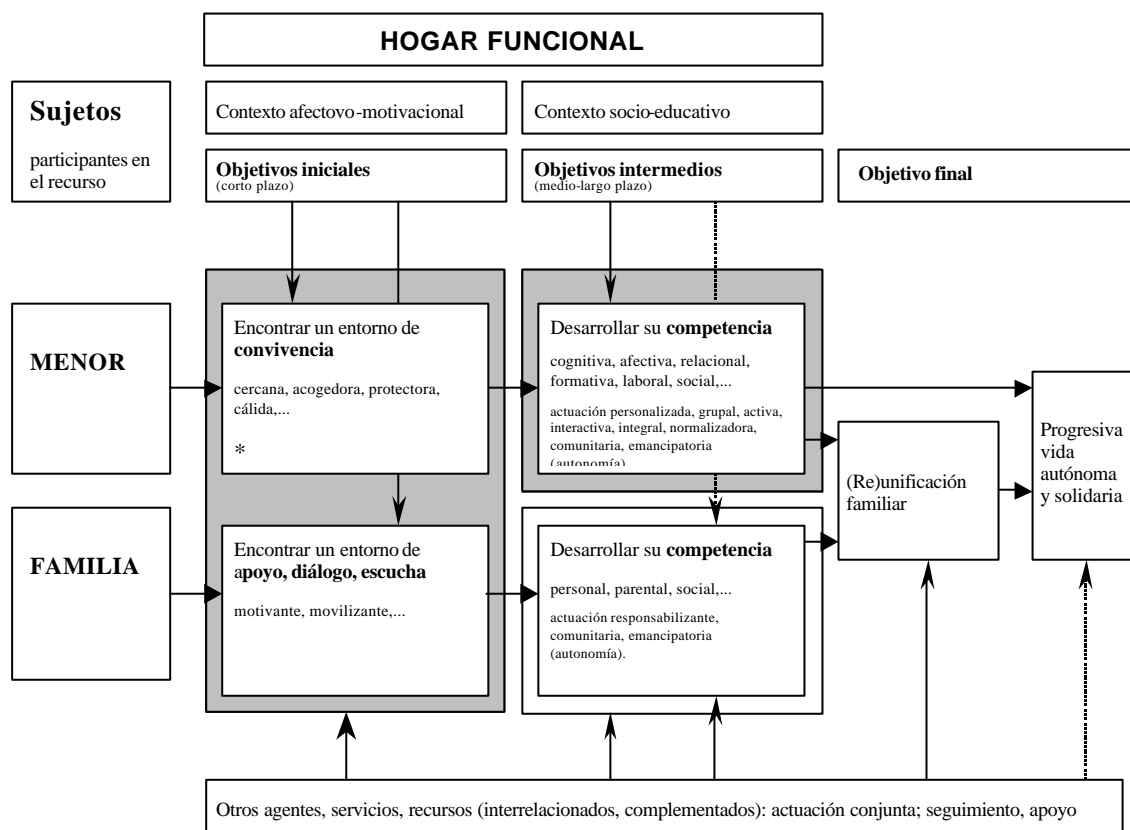 HOGAR FUNCIONAL
Sujetos
participantes en
el recurso
Contexto afectovo-motivacional
Contexto socio-educativo
Objetivos iniciales
(corto plazo)
Objetivos intermedios
(medio-largo plazo)
Objetivo final
MENOR
Encontrar un entorno de
convivencia
cercana, acogedora, protectora,
cálida,...
*
Desarrollar su competencia
cognitiva, afectiva, relacional,
formativa, laboral, social,...
actuación personalizada, grupal, activa,
interactiva, integral, normalizadora,
comunitaria, emancipatoria
(autonomía)
(Re)unificación
familiar
Progresiva
vida
autónoma
y solidaria
FAMILIA
Encontrar un entorno de
apoyo, diálogo, escucha
motivante, movilizante,...
Desarrollar su competencia
personal, parental, social,...
actuación responsabilizante,
comunitaria, emancipatoria
(autonomía).
Otros agentes, servicios, recursos (interrelacionados, complementados): actuación conjunta; seguimiento, apoyo